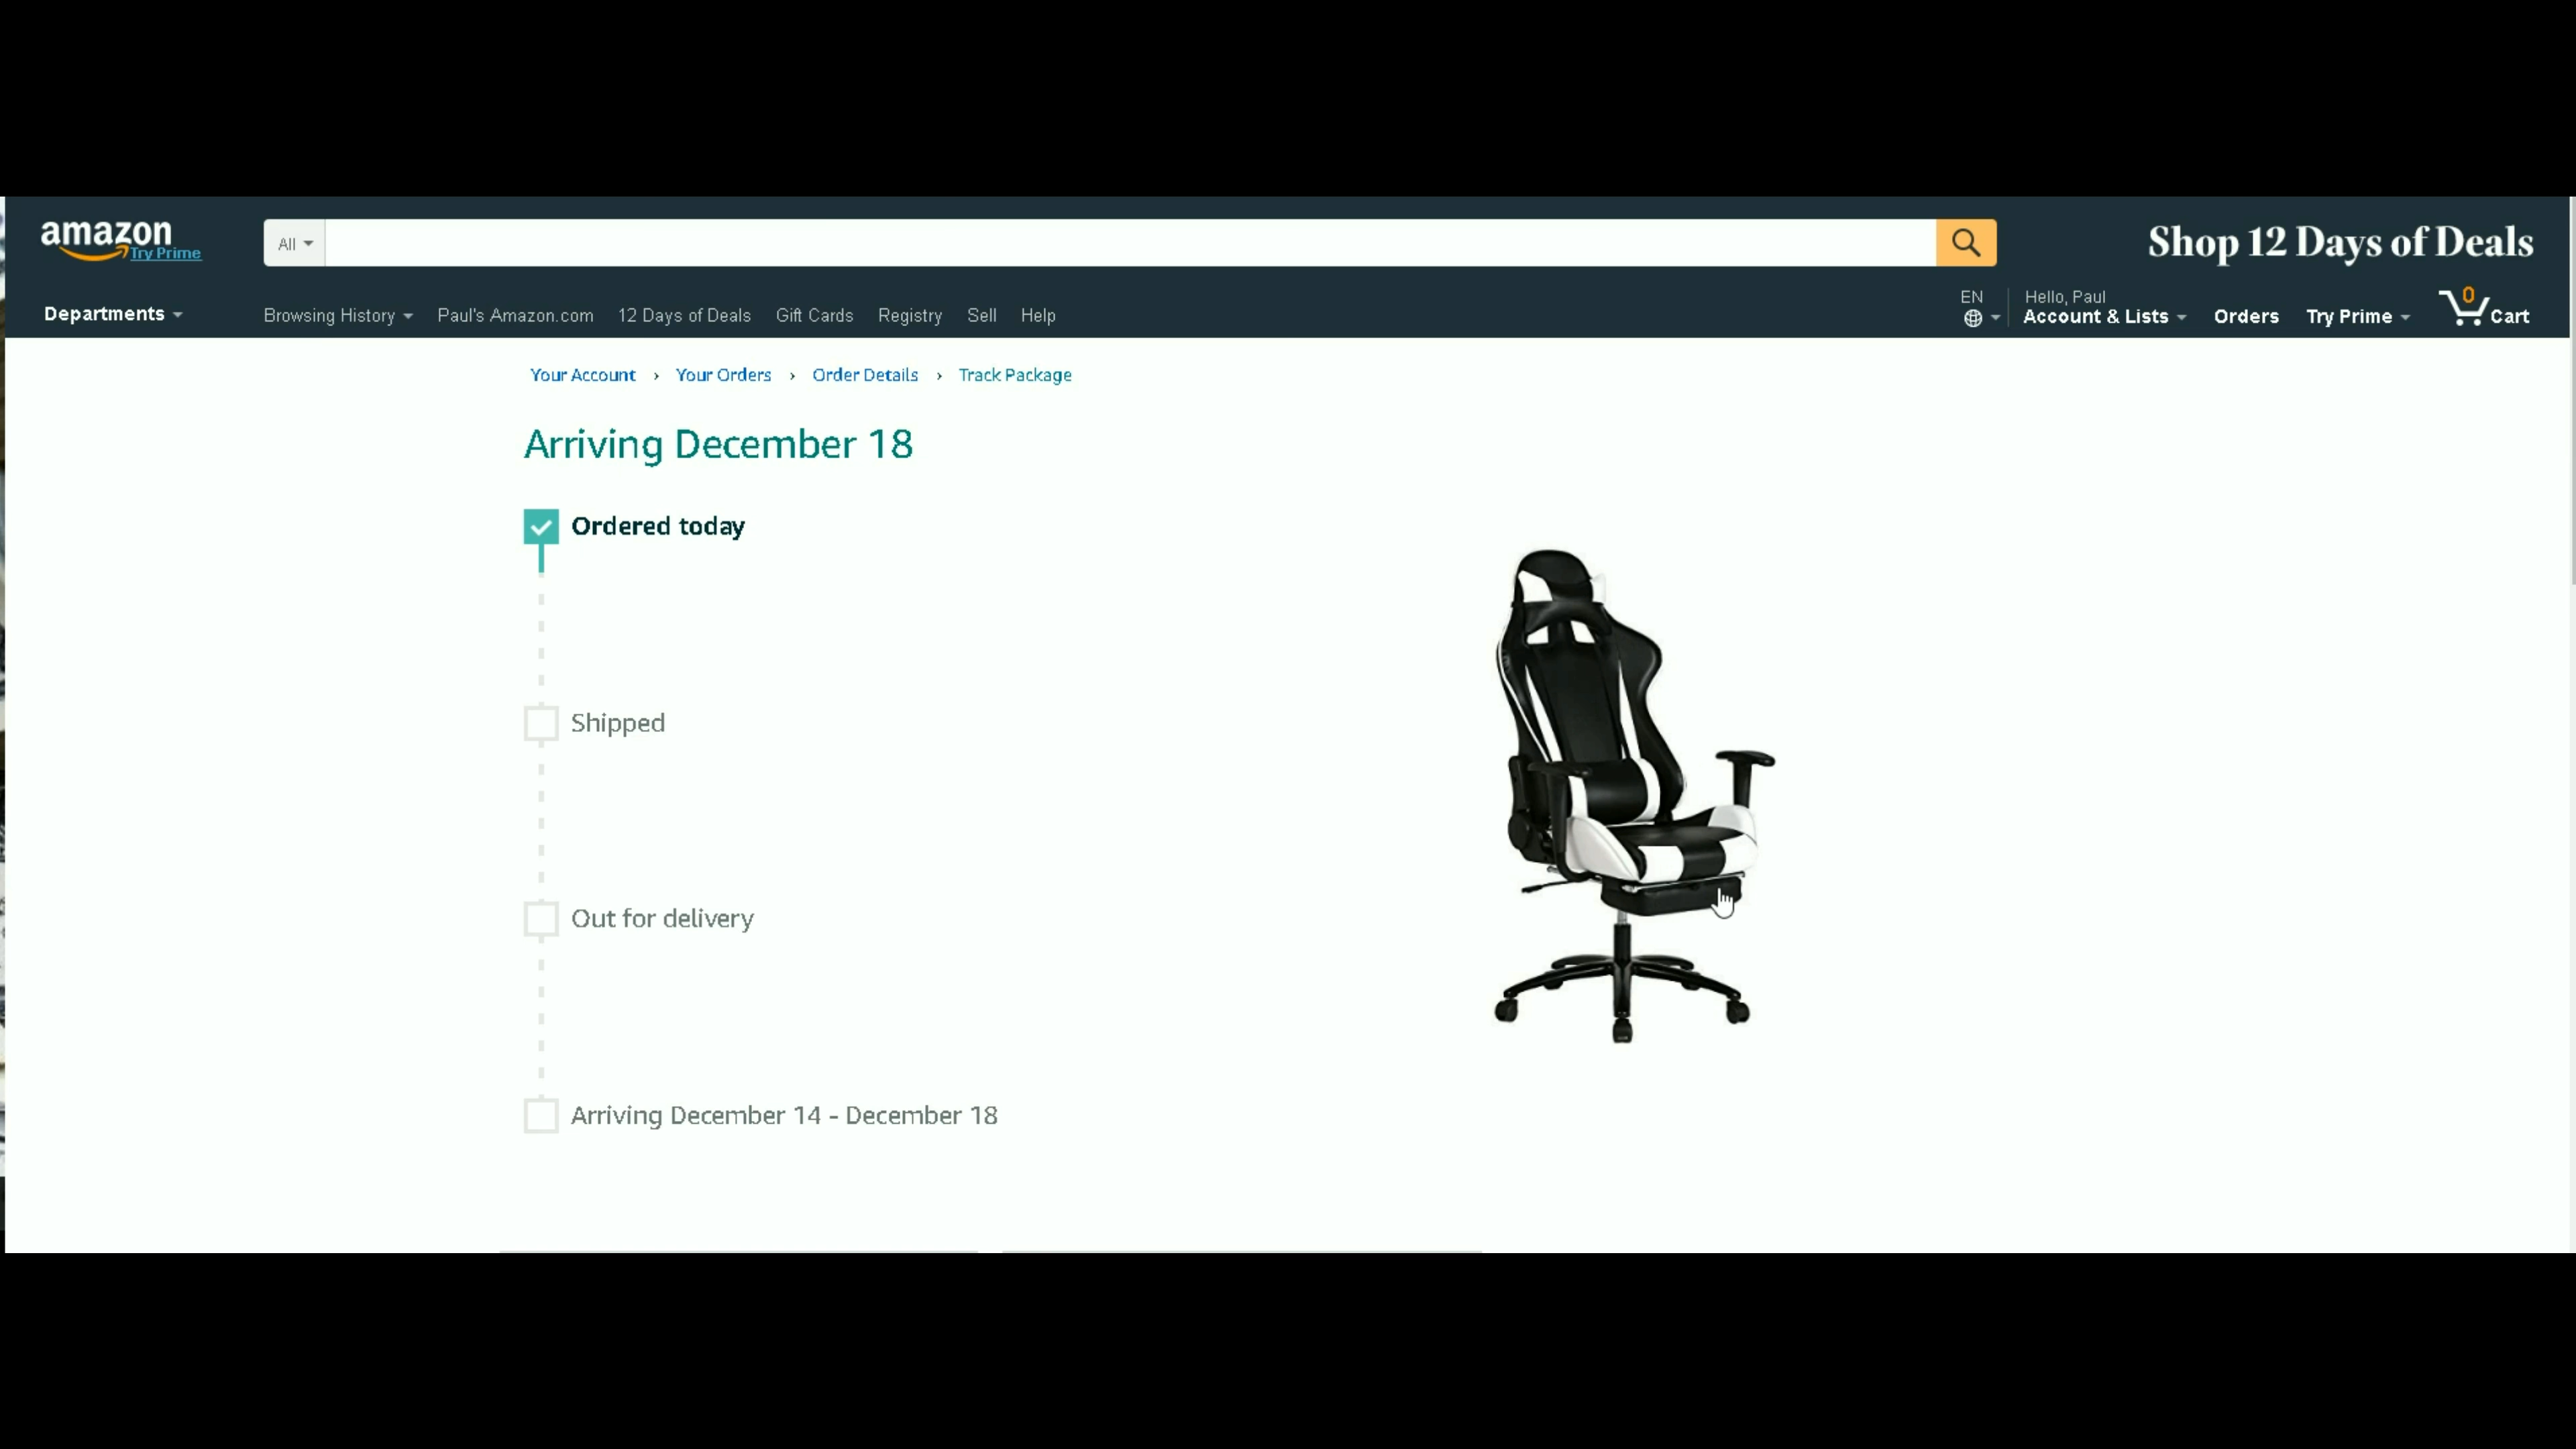 amazon
Try Prime
All
Shop 12 Days of Deals
Departments
Browsing History
Paul's Amazon.com
12 Days of Deals
Gift Cards
Registry
Sell
Help
EN
Hello, Paul
Account & Lists
Orders
Try Prime
0
Cart
Your Account › Your Orders › Order Details › Track Package
Arriving December 18
Ordered today
Shipped
Out for delivery
Arriving December 14 - December 18